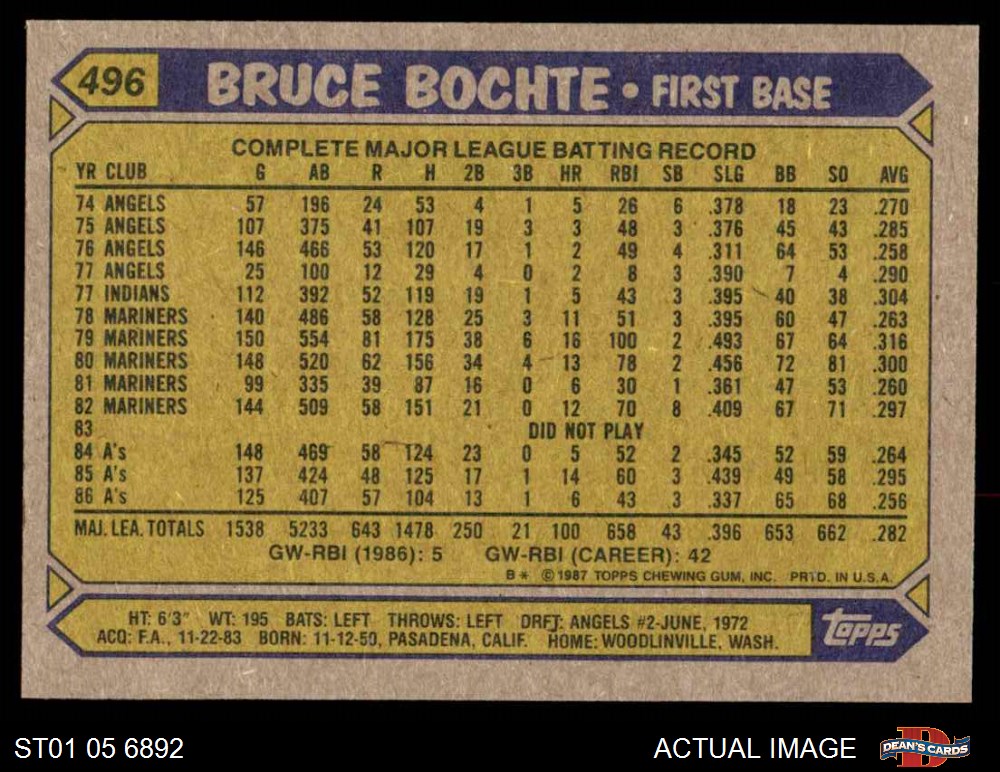 496 BRUCE BOCHTE • FIRST BASE
COMPLETE MAJOR LEAGUE BATTING RECORD
YR CLUB G AB R H 2B 3B HR RBI SB SLG BB SO AVG
74 ANGELS 57 196 24 53 4 1 5 26 6 .378 18 23 .270
75 ANGELS 107 375 41 107 19 3 3 48 3 .376 45 43 .285
76 ANGELS 146 466 53 120 17 1 2 49 4 .311 64 53 .258
77 ANGELS 25 100 12 29 4 0 2 8 3 .390 7 4 .290
77 INDIANS 112 392 52 119 19 1 5 43 3 .395 40 38 .304
78 MARINERS 140 486 58 128 25 3 11 51 3 .395 60 47 .263
79 MARINERS 150 554 81 175 38 6 16 100 2 .493 67 64 .316
80 MARINERS 148 520 62 156 34 4 13 78 2 .456 72 81 .300
81 MARINERS 99 335 39 87 16 0 6 30 1 .361 47 53 .260
82 MARINERS 144 509 58 151 21 0 12 70 8 .409 67 71 .297
83 DID NOT PLAY
84 A's 148 469 58 124 23 0 5 52 2 .345 52 59 .264
85 A's 137 424 48 125 17 1 14 60 3 .439 49 58 .295
86 A's 125 407 57 104 13 1 6 43 3 .337 65 68 .256
MAJ. LEA. TOTALS 1538 5233 643 1478 250 21 100 658 43 .396 653 662 .282
GW-RBI (1986): 5 GW-RBI (CAREER): 42
B* © 1987 TOPPS CHEWING GUM, INC. PRTD. IN U.S.A.
HT: 6'3" WT: 195 BATS: LEFT THROWS: LEFT DRFT: ANGELS #2-JUNE, 1972
ACQ: F.A., 11-22-83 BORN: 11-12-50, PASADENA, CALIF. HOME: WOODLINVILLE, WASH.
topps
ST01 05 6892
ACTUAL IMAGE
D
DEAN'S CARDS